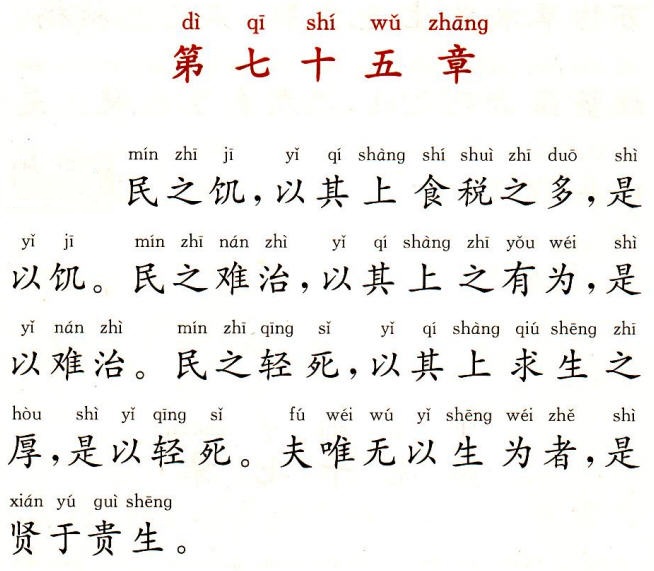 dì qī shí wǔ zhāng
第七十五章
mín zhī jī yǐ qí shàng shí shuì zhī duō shì
民之饥，以其上食税之多，是
yǐ jī mín zhī nán zhì yǐ qí shàng zhī yǒu wéi shì
以饥。民之难治，以其上之有为，是
yǐ nán zhì mín zhī qīng sǐ yǐ qí shàng qiú shēng zhī
以难治。民之轻死，以其上求生之
hòu shì yǐ qīng sǐ fú wéi wú yǐ shēng wéi zhě shì
厚，是以轻死。夫唯无以生为者，是
xián yú guì shēng
贤于贵生。